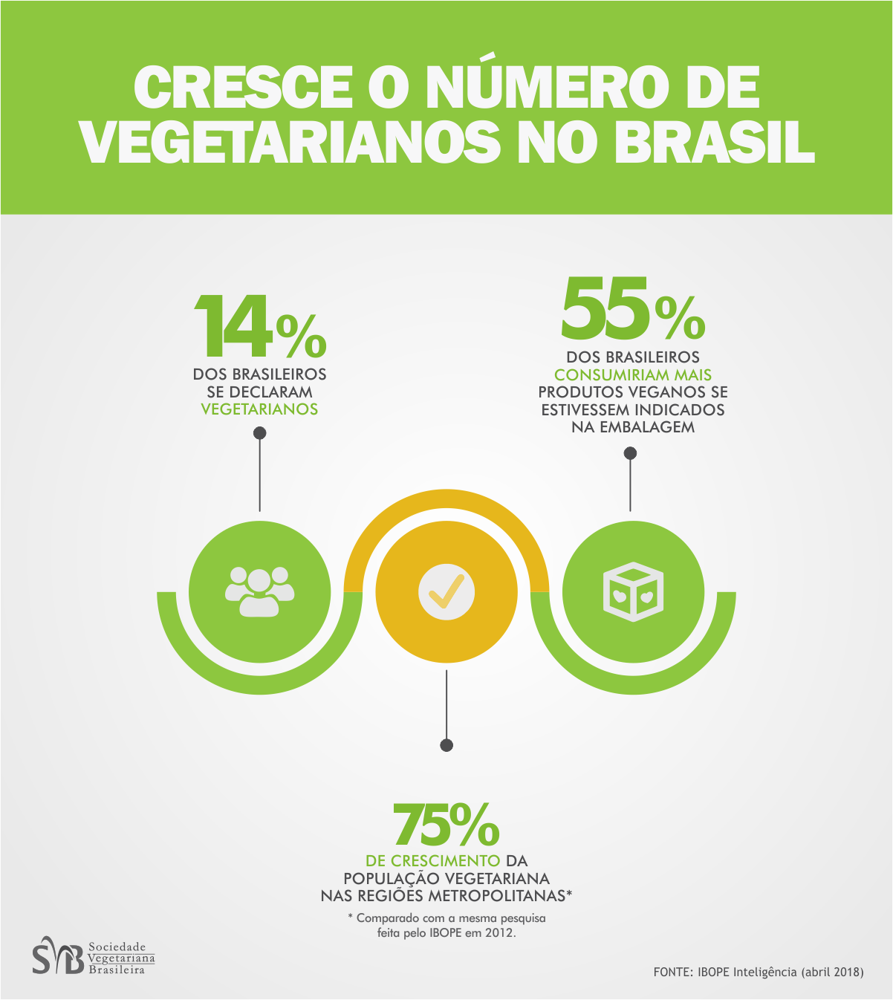 CRESCE O NÚMERO DE
VEGETARIANOS NO BRASIL
14%
DOS BRASILEIROS
SE DECLARAM
VEGETARIANOS
55%
DOS BRASILEIROS
CONSUMIRIAM MAIS
PRODUTOS VEGANOS SE
ESTIVESSEM INDICADOS
NA EMBALAGEM
75%
DE CRESCIMENTO DA
POPULAÇÃO VEGETARIANA
NAS REGIÕES METROPOLITANAS*
* Comparado com a mesma pesquisa
feita pelo IBOPE em 2012.
SVB
Sociedade
Vegetariana
Brasileira
FONTE: IBOPE Inteligência (abril 2018)